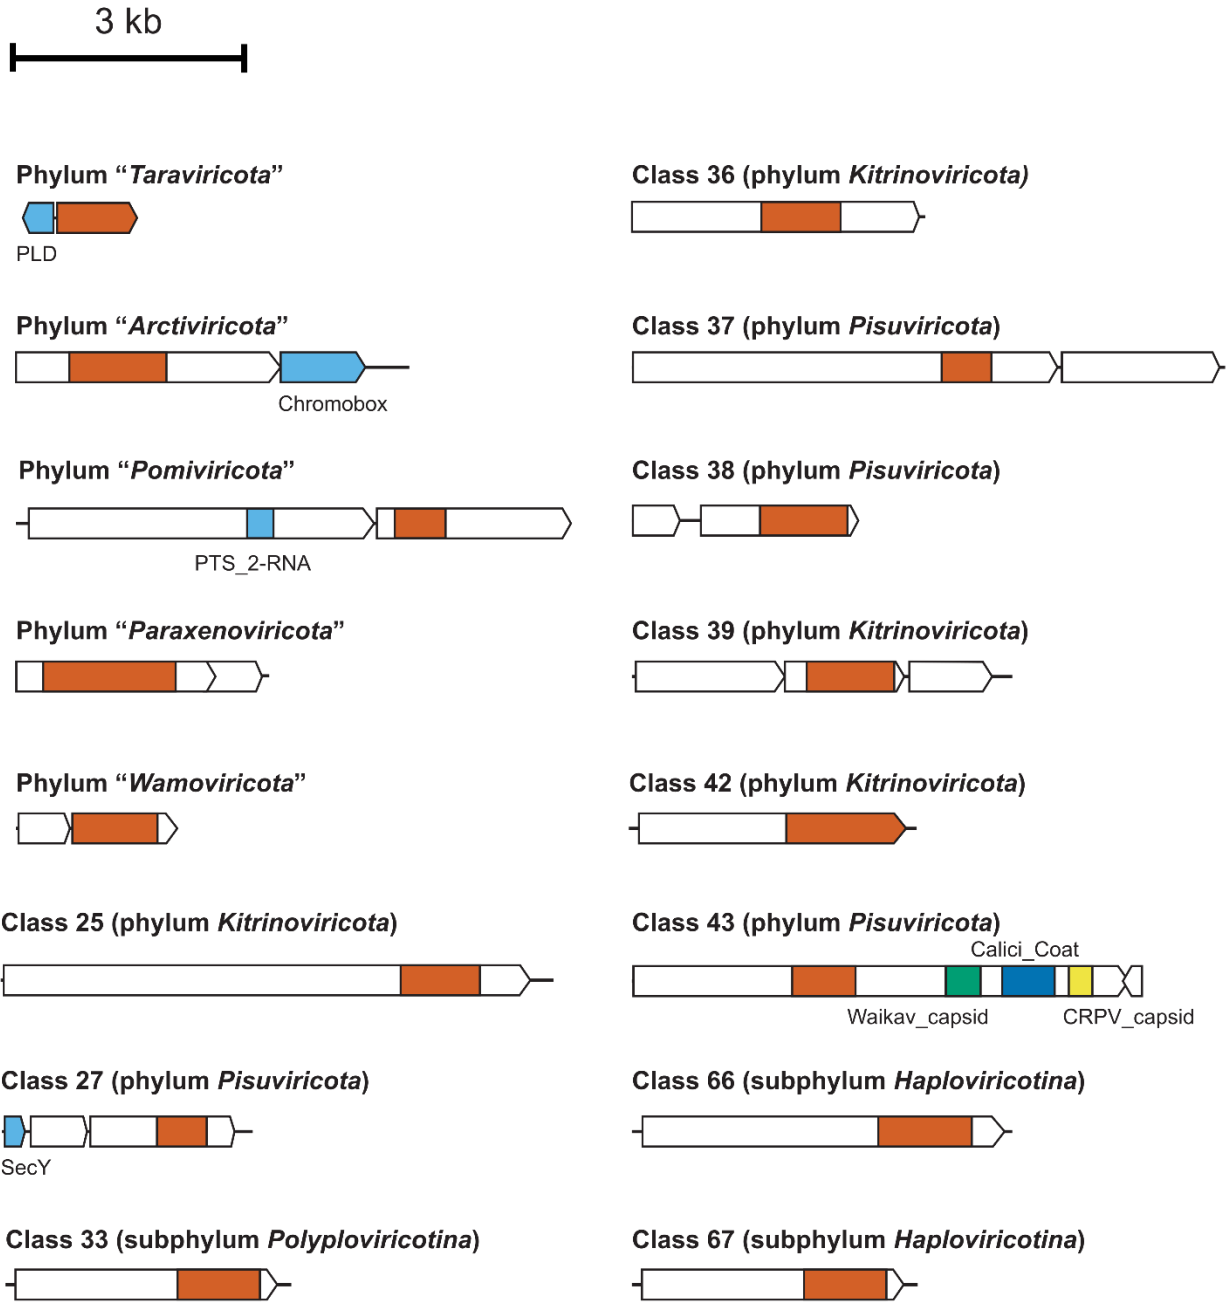 3 kb
Phylum “Taraviricota”
PLD
Phylum “Arctiviricota”
Chromobox
Phylum “Pomiviricota”
PTS_2-RNA
Phylum “Paraxenoviricota”
Phylum “Wamoviricota”
Class 25 (phylum Kitrinoviricota)
Class 27 (phylum Pisuviricota)
SecY
Class 33 (subphylum Polyploviricotina)
Class 36 (phylum Kitrinoviricota)
Class 37 (phylum Pisuviricota)
Class 38 (phylum Pisuviricota)
Class 39 (phylum Kitrinoviricota)
Class 42 (phylum Kitrinoviricota)
Class 43 (phylum Pisuviricota)
Calici_Coat
Waikav_capsid
CRPV_capsid
Class 66 (subphylum Haploviricotina)
Class 67 (subphylum Haploviricotina)